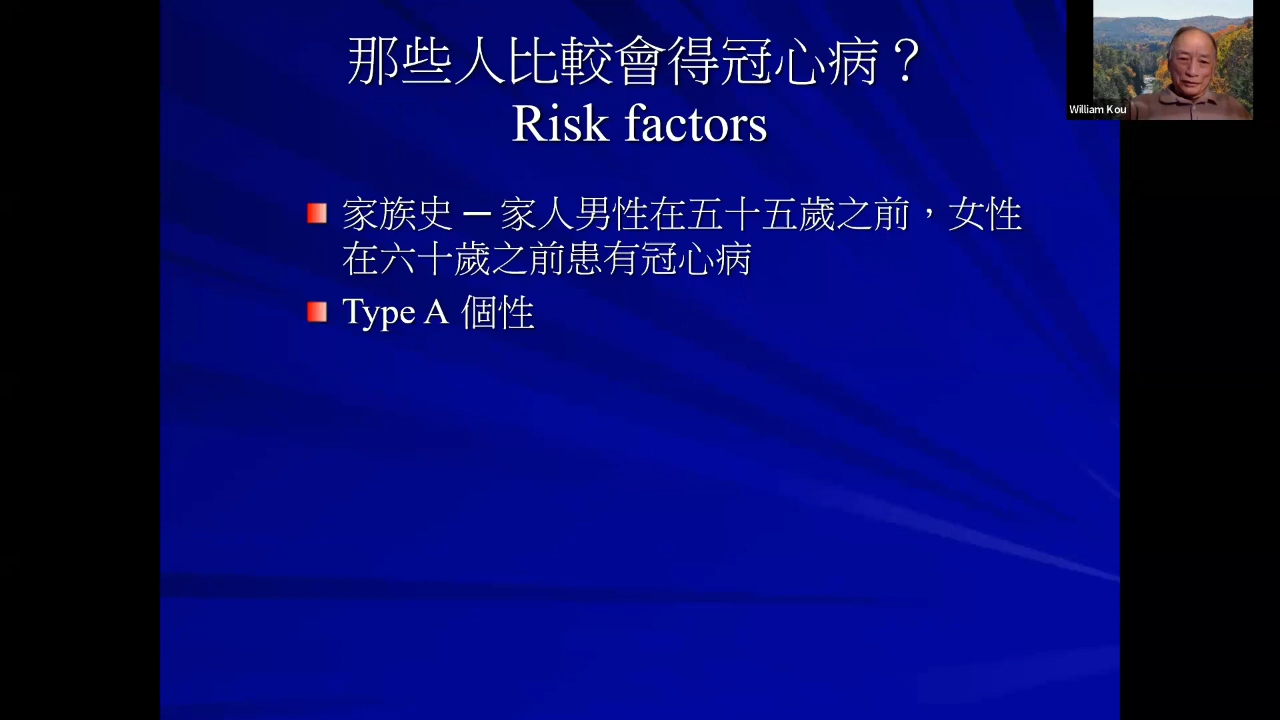 那些人比較會得冠心病？
Risk factors
家族史 — 家人男性在五十五歲之前，女性
在六十歲之前患有冠心病
Type A 個性
William Kou